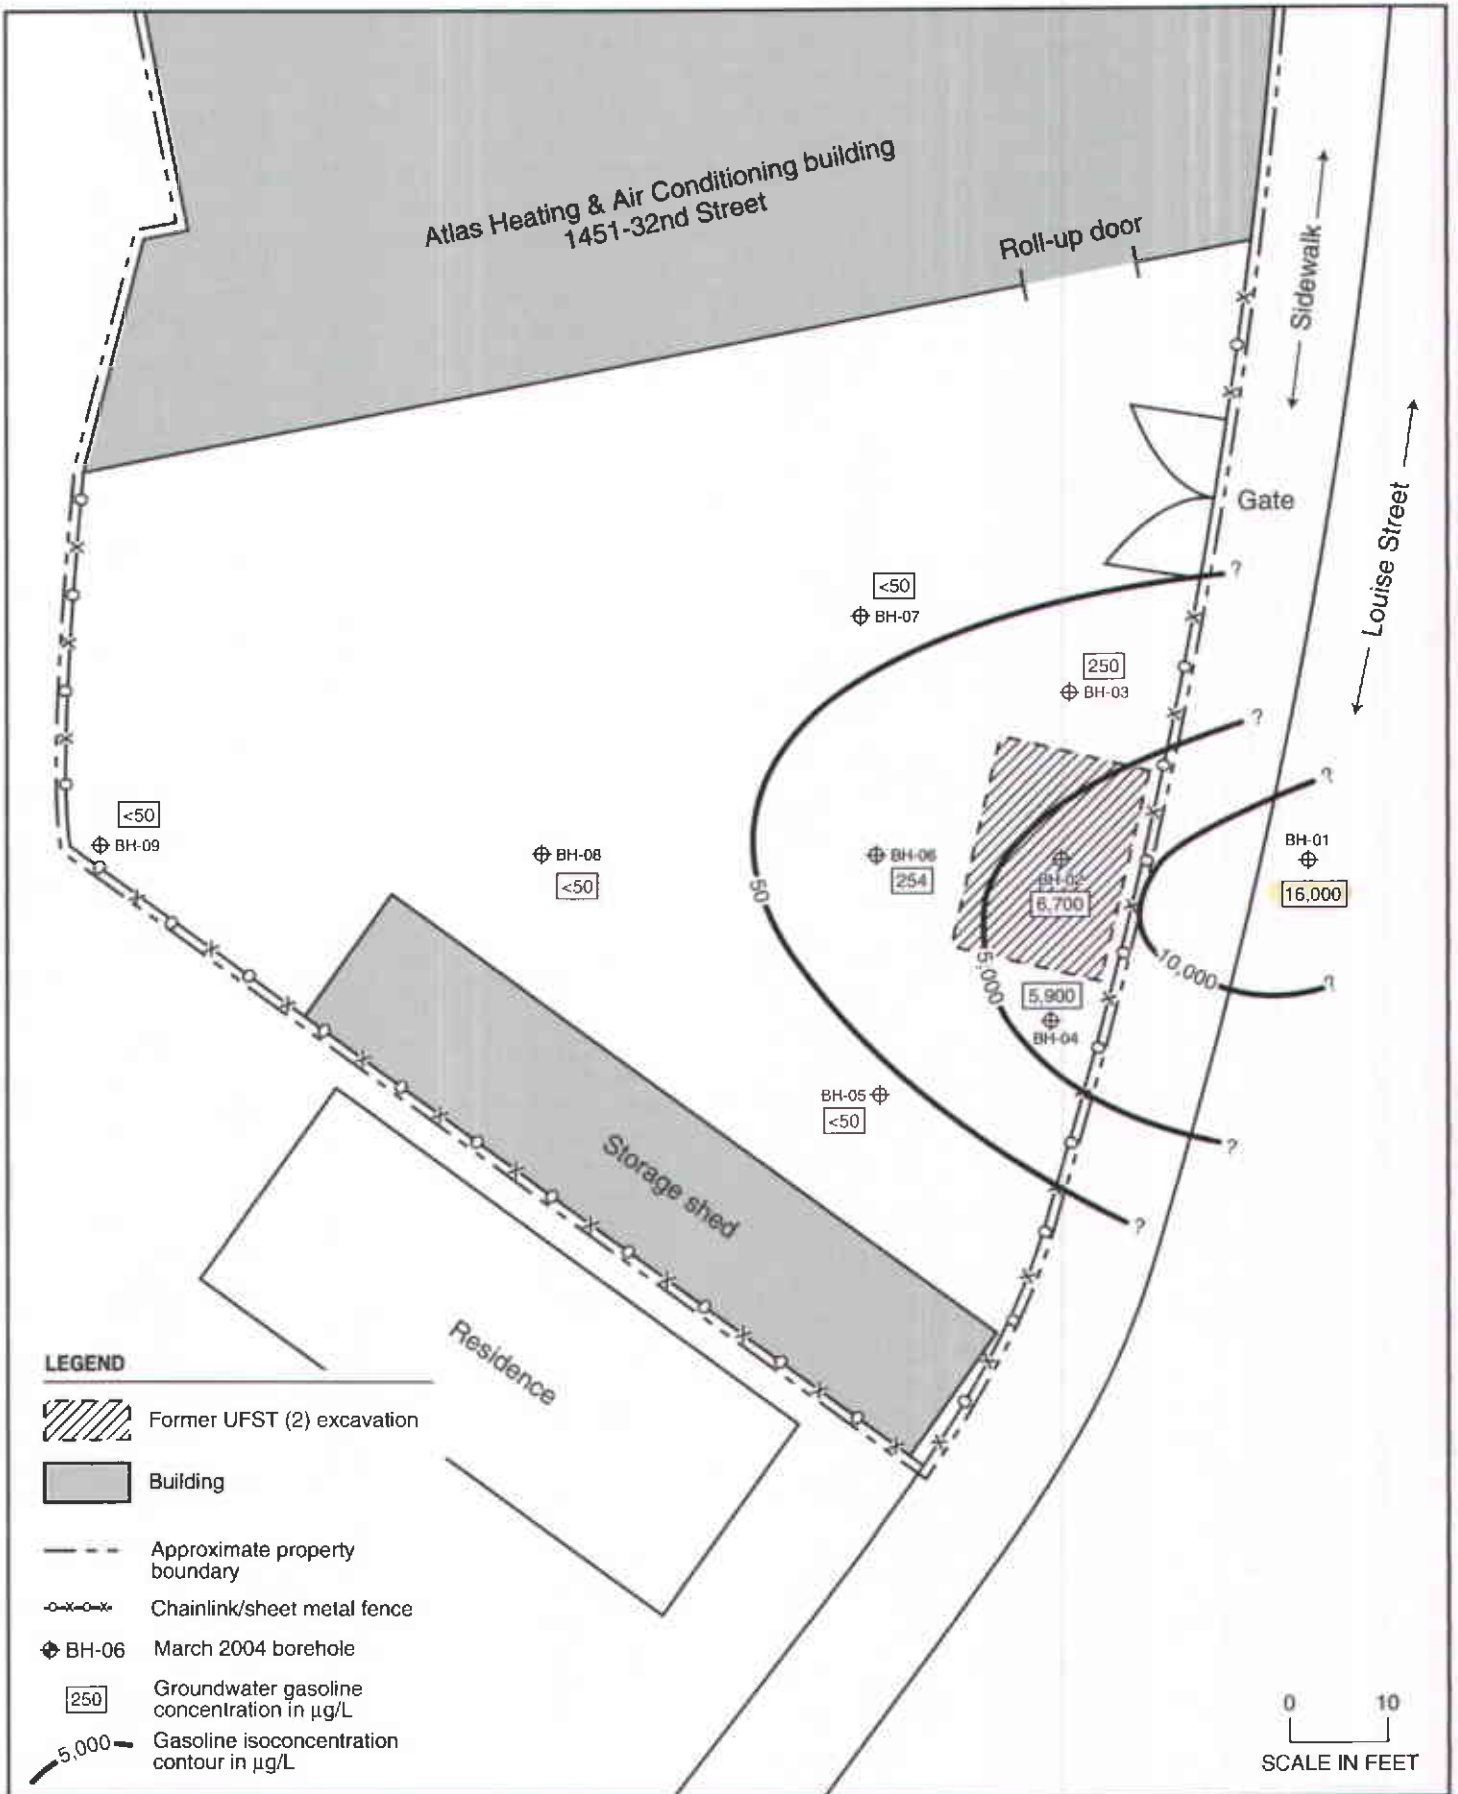 Atlas Heating & Air Conditioning building
1451-32nd Street
Roll-up door
Sidewalk
Gate
Louise Street
<50
BH-07
?
250
BH-03
?
?
<50
BH-09
BH-08
<50
BH-06
254
BH-02
6,700
BH-01
16,000
50
5,000
10,000
?
5,900
BH-04
BH-05
<50
?
?
Storage shed
Residence
LEGEND
Former UFST (2) excavation
Building
Approximate property
boundary
Chainlink/sheet metal fence
BH-06 March 2004 borehole
250 Groundwater gasoline
concentration in µg/L
5,000 Gasoline isoconcentration
contour in µg/L
0 10
SCALE IN FEET